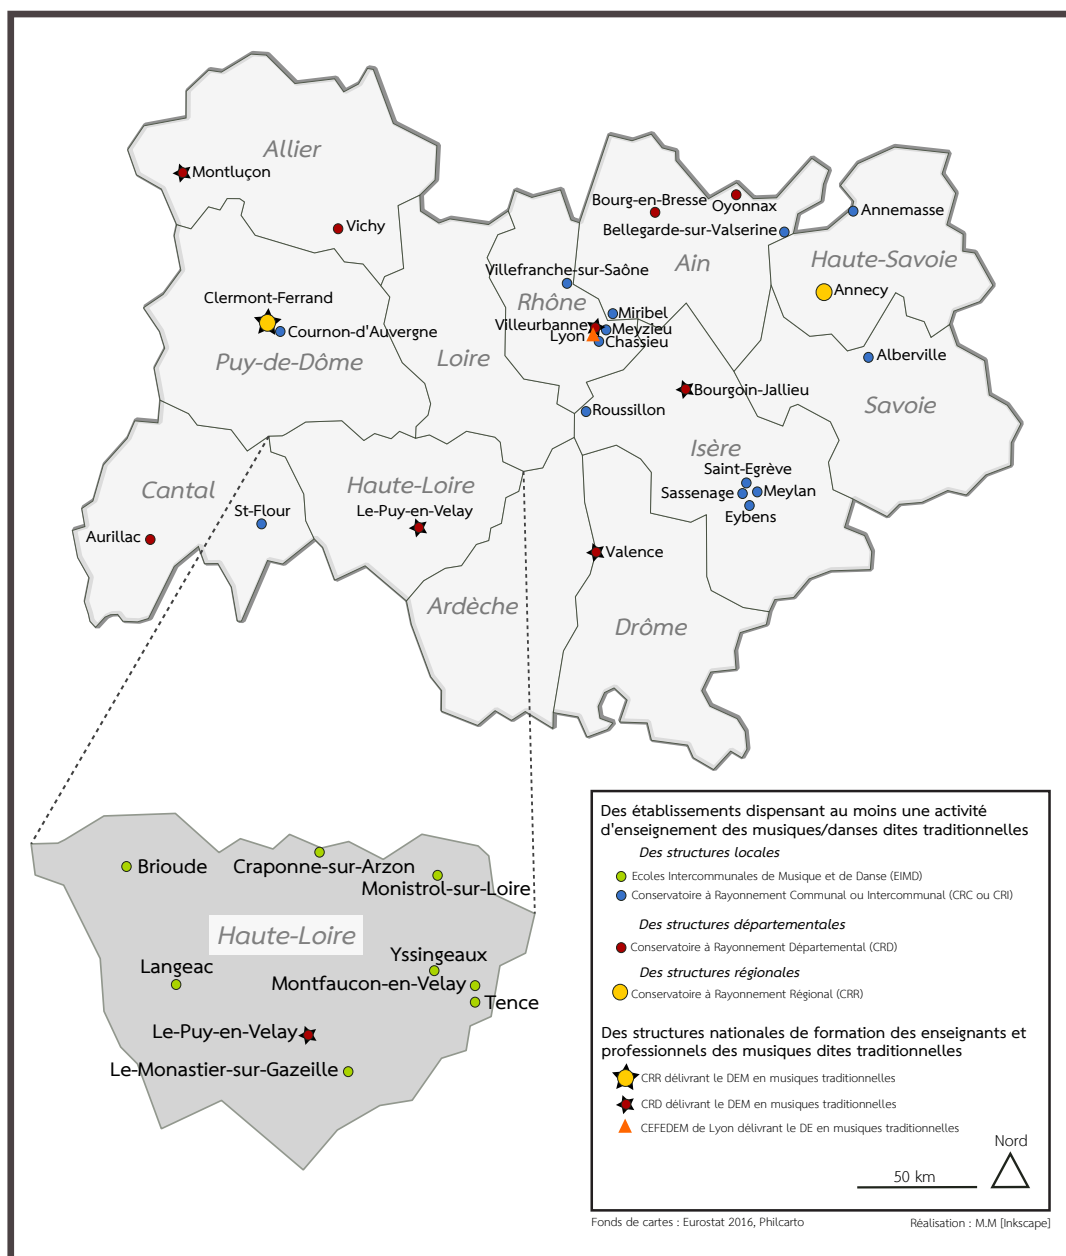 Allier
Montluçon
Vichy
Bourg-en-Bresse
Oyonnax
Bellegarde-sur-Valserine
Ain
Annemasse
Haute-Savoie
Annecy
Villefranche-sur-Saône
Rhône
Miribel
Villeurbanne
Meyzieu
Lyon
Chassieu
Clermont-Ferrand
Cournon-d'Auvergne
Puy-de-Dôme
Loire
Alberville
Savoie
Bourgoin-Jallieu
Roussillon
Isère
Saint-Egrève
Sassenage
Meylan
Eybens
Cantal
St-Flour
Aurillac
Haute-Loire
Le-Puy-en-Velay
Valence
Ardèche
Drôme
Brioude
Craponne-sur-Arzon
Monistrol-sur-Loire
Haute-Loire
Langeac
Yssingeaux
Montfaucon-en-Velay
Tence
Le-Puy-en-Velay
Le-Monastier-sur-Gazeille
Des établissements dispensant au moins une activité
d'enseignement des musiques/danses dites traditionnelles
Des structures locales
Ecoles Intercommunales de Musique et de Danse (EIMD)
Conservatoire à Rayonnement Communal ou Intercommunal (CRC ou CRI)
Des structures départementales
Conservatoire à Rayonnement Départemental (CRD)
Des structures régionales
Conservatoire à Rayonnement Régional (CRR)
Des structures nationales de formation des enseignants et
professionnels des musiques dites traditionnelles
CRR délivrant le DEM en musiques traditionnelles
CRD délivrant le DEM en musiques traditionnelles
CEFEDEM de Lyon délivrant le DE en musiques traditionnelles
Nord
50 km
Fonds de cartes : Eurostat 2016, Philcarto
Réalisation : M.M [Inkscape]